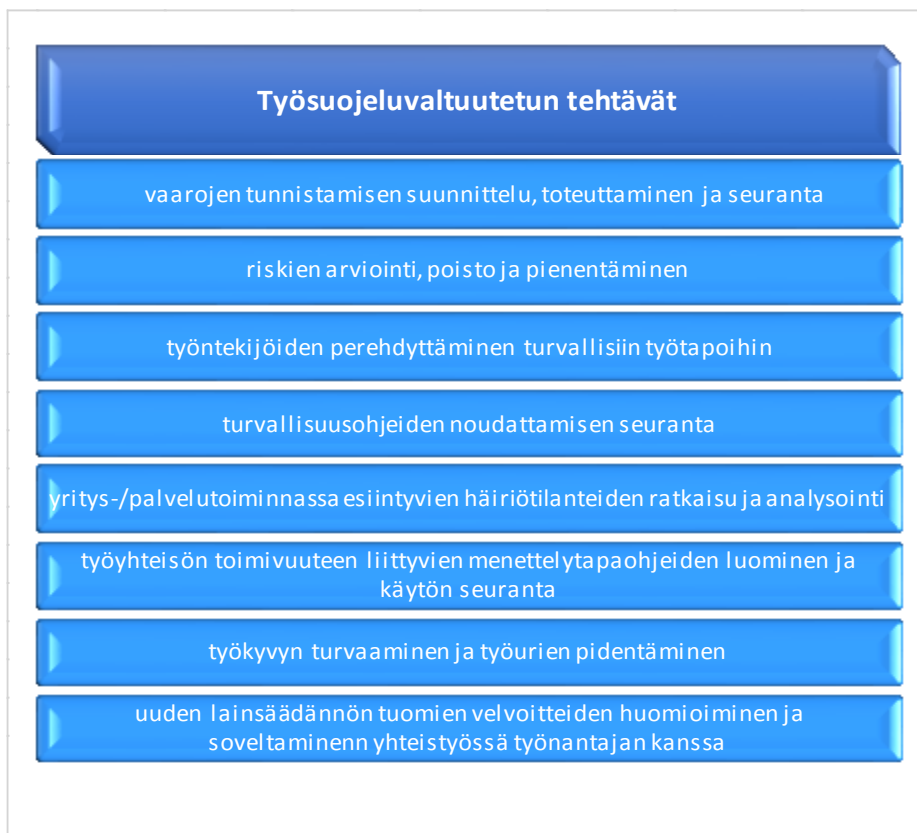 Työsuojeluvaltuutetun tehtävät
vaarojen tunnistamisen suunnittelu, toteuttaminen ja seuranta
riskien arviointi, poisto ja pienentäminen
työntekijöiden perehdyttäminen turvallisiin työtapoihin
turvallisuusohjeiden noudattamisen seuranta
yritys-/palvelutoiminnassa esiintyvien häiriötilanteiden ratkaisu ja analysointi
työyhteisön toimivuuteen liittyvien menettelytapaohjeiden luominen ja
käytön seuranta
työkyvyn turvaaminen ja työurien pidentäminen
uuden lainsäädännön tuomien velvoitteiden huomioiminen ja
soveltaminenn yhteistyössä työnantajan kanssa